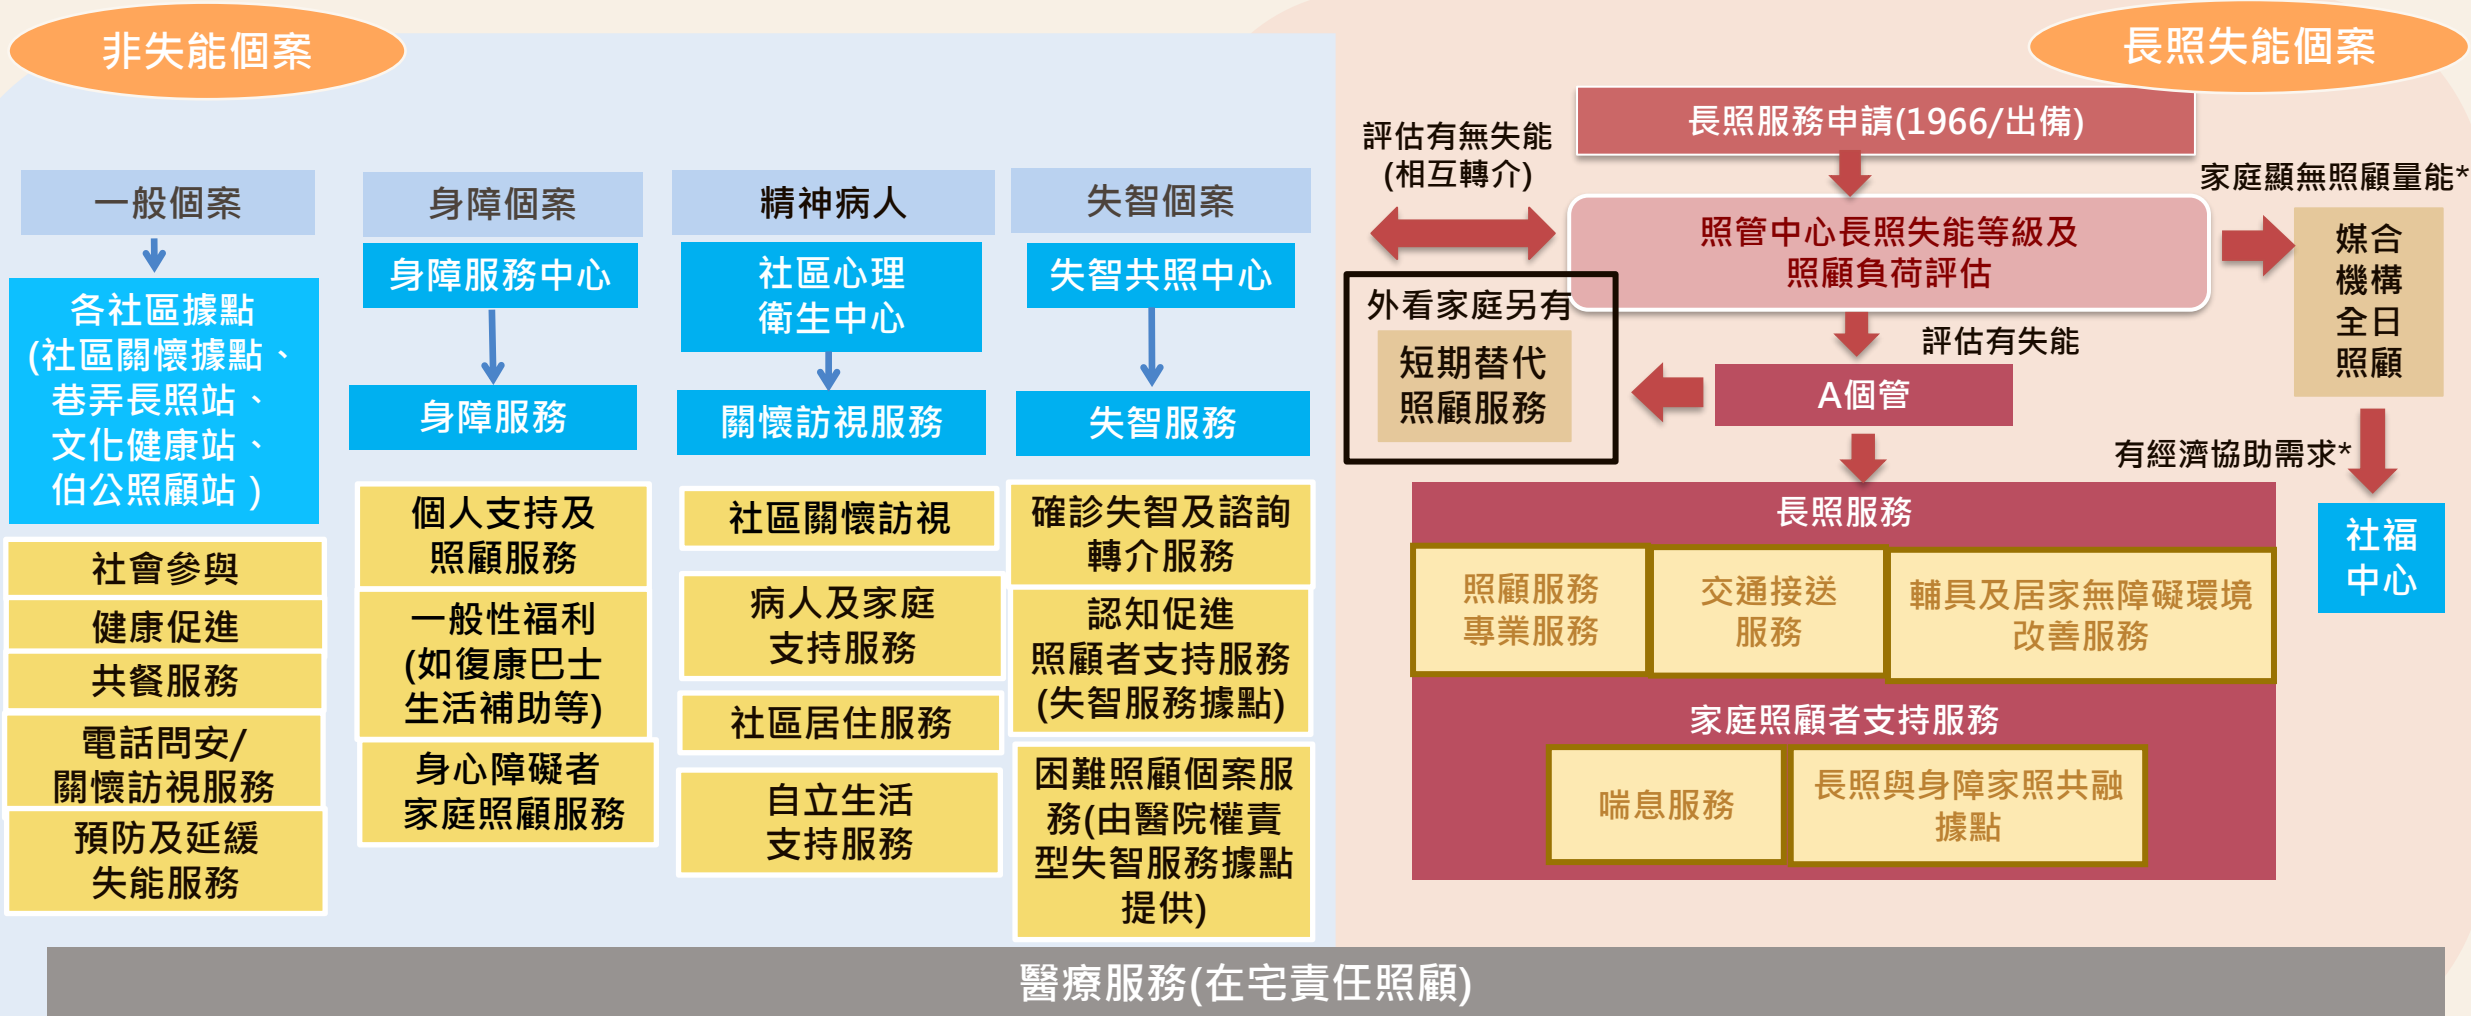 非失能個案
長照失能個案
一般個案
各社區據點
(社區關懷據點、
巷弄長照站、
文化健康站、
伯公照顧站 )
社會參與
健康促進
共餐服務
電話問安/
關懷訪視服務
預防及延緩
失能服務
身障個案
身障服務中心
身障服務
個人支持及
照顧服務
一般性福利
(如復康巴士
生活補助等)
身心障礙者
家庭照顧服務
精神病人
社區心理
衛生中心
關懷訪視服務
社區關懷訪視
病人及家庭
支持服務
社區居住服務
自立生活
支持服務
失智個案
失智共照中心
失智服務
確診失智及諮詢
轉介服務
認知促進
照顧者支持服務
(失智服務據點)
困難照顧個案服
務(由醫院權責
型失智服務據點
提供)
長照服務申請(1966/出備)
評估有無失能
(相互轉介)
照管中心長照失能等級及
照顧負荷評估
家庭顯無照顧量能*
媒合
機構
全日
照顧
外看家庭另有
短期替代
照顧服務
評估有失能
A個管
有經濟協助需求*
社福
中心
長照服務
照顧服務
專業服務
交通接送
服務
輔具及居家無障礙環境
改善服務
家庭照顧者支持服務
喘息服務
長照與身障家照共融
據點
醫療服務(在宅責任照顧)